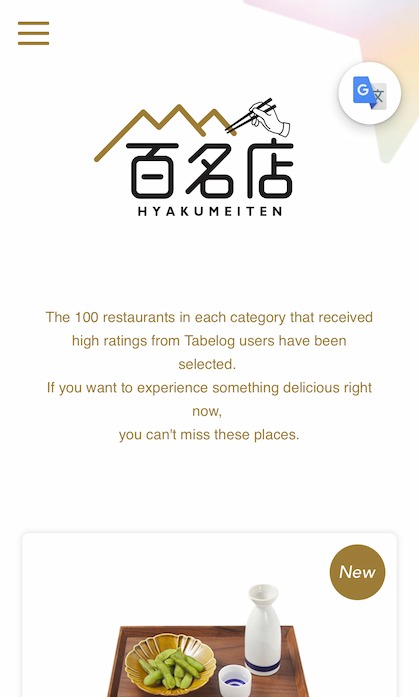 G 文
百名店
HYAKUMEITEN
The 100 restaurants in each category that received
high ratings from Tabelog users have been
selected.
If you want to experience something delicious right
now,
you can't miss these places.
New